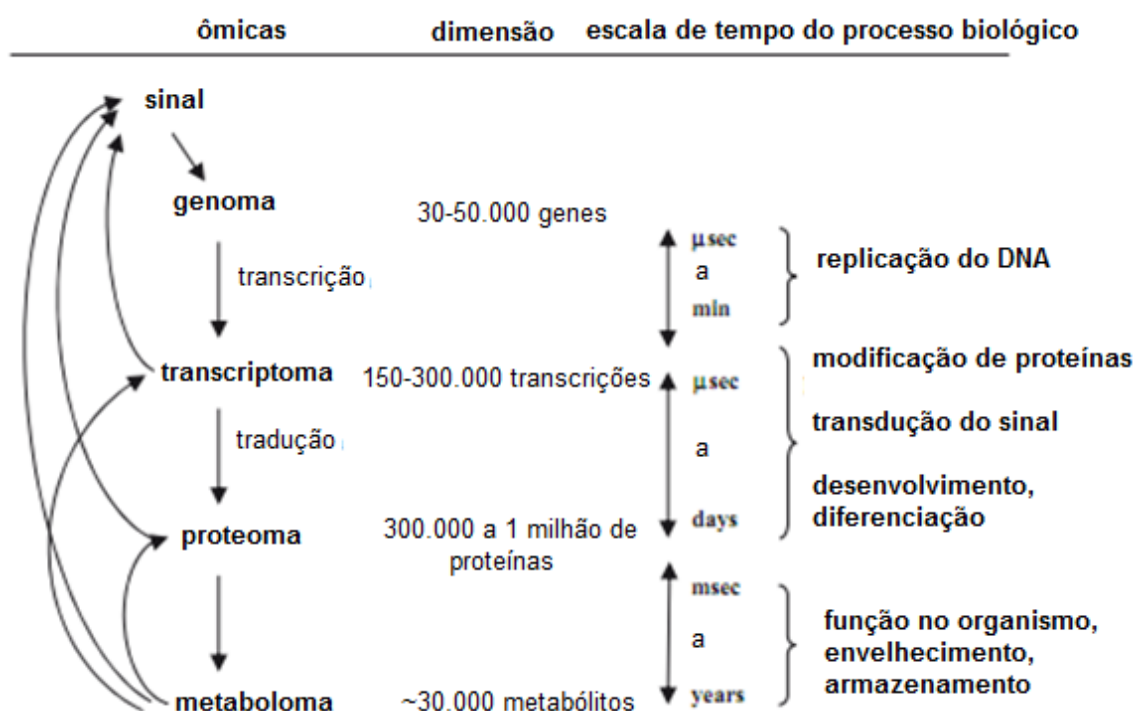 ômicas dimensão escala de tempo do processo biológico
sinal
genoma
30-50.000 genes
μsec
a
min
replicação do DNA
transcrição
transcriptoma
150-300.000 transcrições
μsec
a
days
modificação de proteínas
transdução do sinal
desenvolvimento,
diferenciação
tradução
proteoma
300.000 a 1 milhão de
proteínas
msec
a
years
função no organismo,
envelhecimento,
armazenamento
metaboloma
~30.000 metabólitos